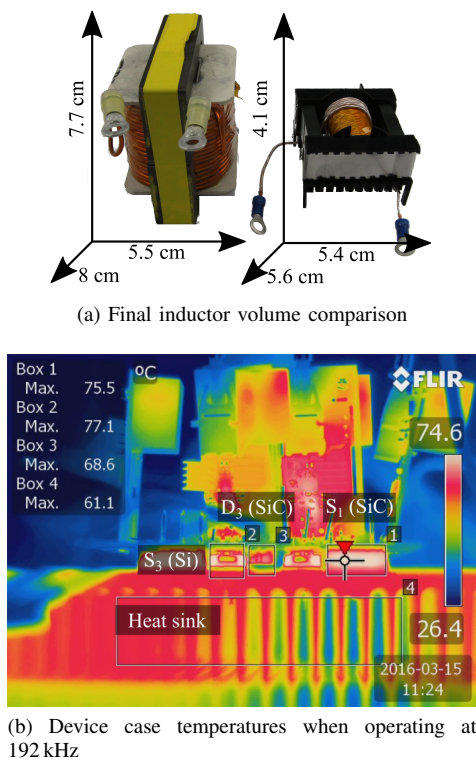 7.7 cm
5.5 cm
8 cm
4.1 cm
5.4 cm
5.6 cm
(a) Final inductor volume comparison
Box 1
Max. 75.5
Box 2
Max. 77.1
Box 3
Max. 68.6
Box 4
Max. 61.1
ºC
FLIR
74.6
D3 (SiC)
S1 (SiC)
2
3
1
S3 (Si)
4
Heat sink
26.4
2016-03-15
11:24
(b) Device case temperatures when operating at
192 kHz